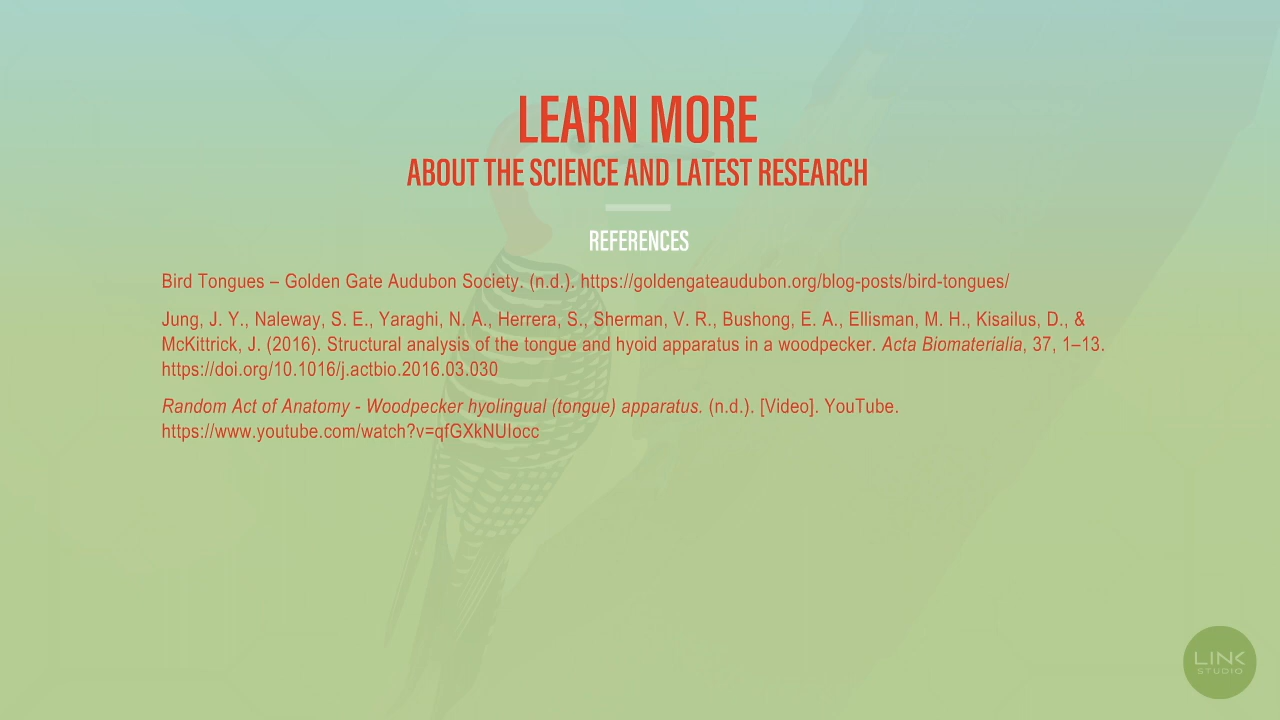 LEARN MORE
ABOUT THE SCIENCE AND LATEST RESEARCH
REFERENCES
Bird Tongues – Golden Gate Audubon Society. (n.d.). https://goldengateaudubon.org/blog-posts/bird-tongues/
Jung, J. Y., Naleway, S. E., Yaraghi, N. A., Herrera, S., Sherman, V. R., Bushong, E. A., Ellisman, M. H., Kisailus, D., &
McKittrick, J. (2016). Structural analysis of the tongue and hyoid apparatus in a woodpecker. Acta Biomaterialia, 37, 1–13.
https://doi.org/10.1016/j.actbio.2016.03.030
Random Act of Anatomy - Woodpecker hyolingual (tongue) apparatus. (n.d.). [Video]. YouTube.
https://www.youtube.com/watch?v=qfGXkNUIocc
LINK
STUDIO